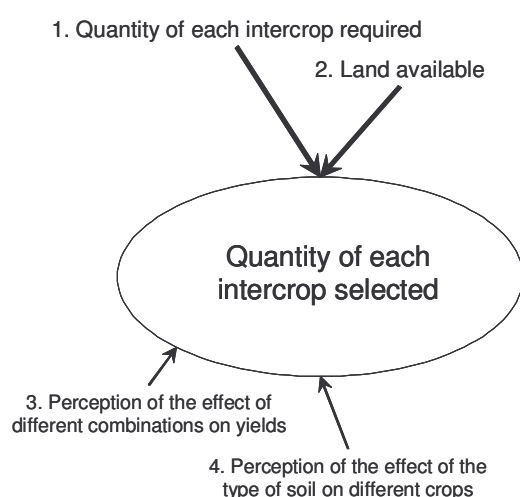 1. Quantity of each intercrop required
2. Land available
Quantity of each
intercrop selected
3. Perception of the effect of
different combinations on yields
4. Perception of the effect of the
type of soil on different crops